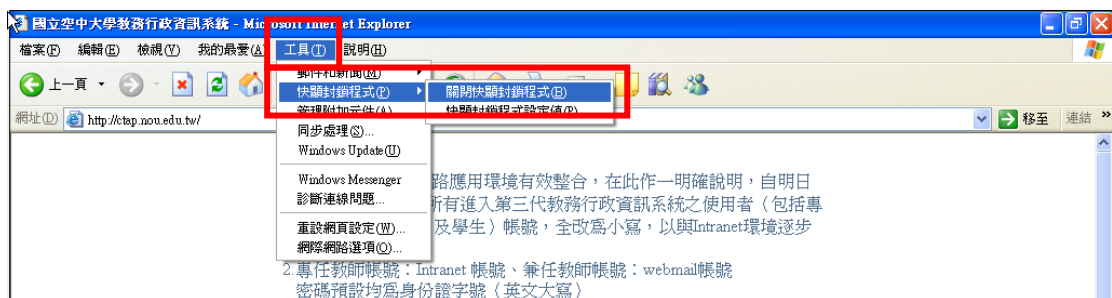 國立空中大學教務行政資訊系統 - Microsoft Internet Explorer
檔案(F) 編輯(E) 檢視(V) 我的最愛(A) 工具(T) 說明(H)
上一頁
郵件和新聞(M)
快顯封鎖程式(P) 關閉快顯封鎖程式(B)
管理附加元件(A)... 快顯封鎖程式設定值(P)
網址(D) http://ctap.nou.edu.tw/ 移至 連結 »
同步處理(S)...
Windows Update(U)
Windows Messenger
路應用環境有效整合，在此作一明確說明，自明日
診斷連線問題...
所有進入第三代教務行政資訊系統之使用者（包括專
重設網頁設定(W)...
及學生）帳號，全改為小寫，以與Intranet環境逐步
網際網路選項(O)...
2.專任教師帳號：Intranet 帳號、兼任教師帳號：webmail帳號
密碼預設均為身份證字號（英文大寫）